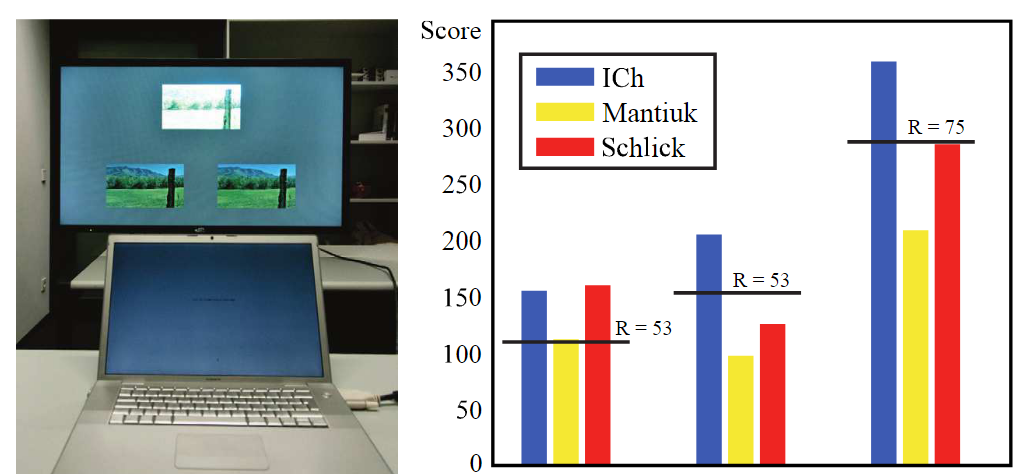 Score
350
300
250
200
150
100
50
0
ICh
Mantiuk
Schlick
R = 53
R = 53
R = 75